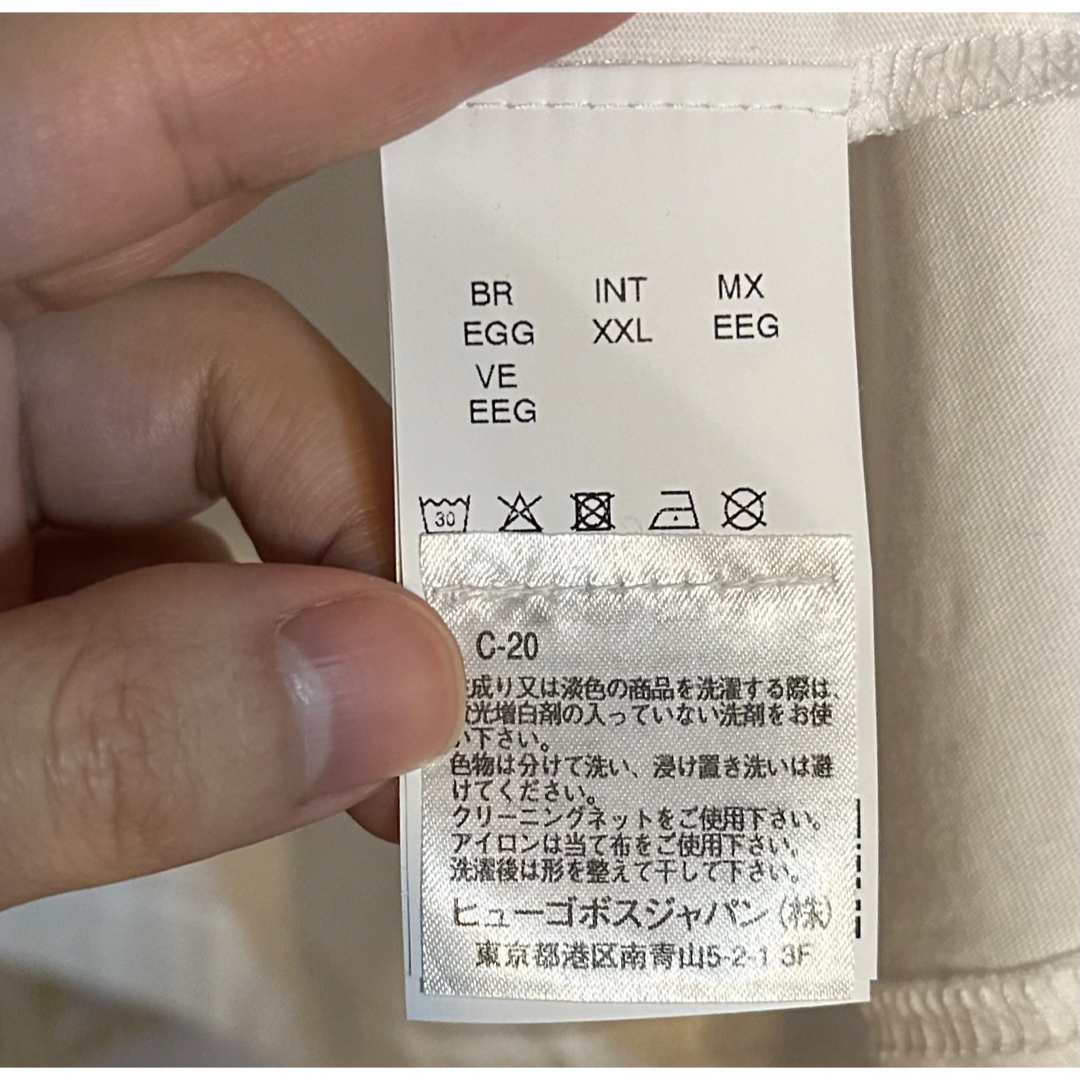 BR INT MX
EGG XXL EEG
VE
EEG
30
C-20
成り又は淡色の商品を洗濯する際は、
光増白剤の入っていない洗剤をお使
い下さい。
色物は分けて洗い、浸け置き洗いは避
けてください。
クリーニングネットをご使用下さい。
アイロンは当て布をご使用下さい。
洗濯後は形を整えて干して下さい。
ヒューゴボスジャパン(株)
東京都港区南青山5-2-1 3F